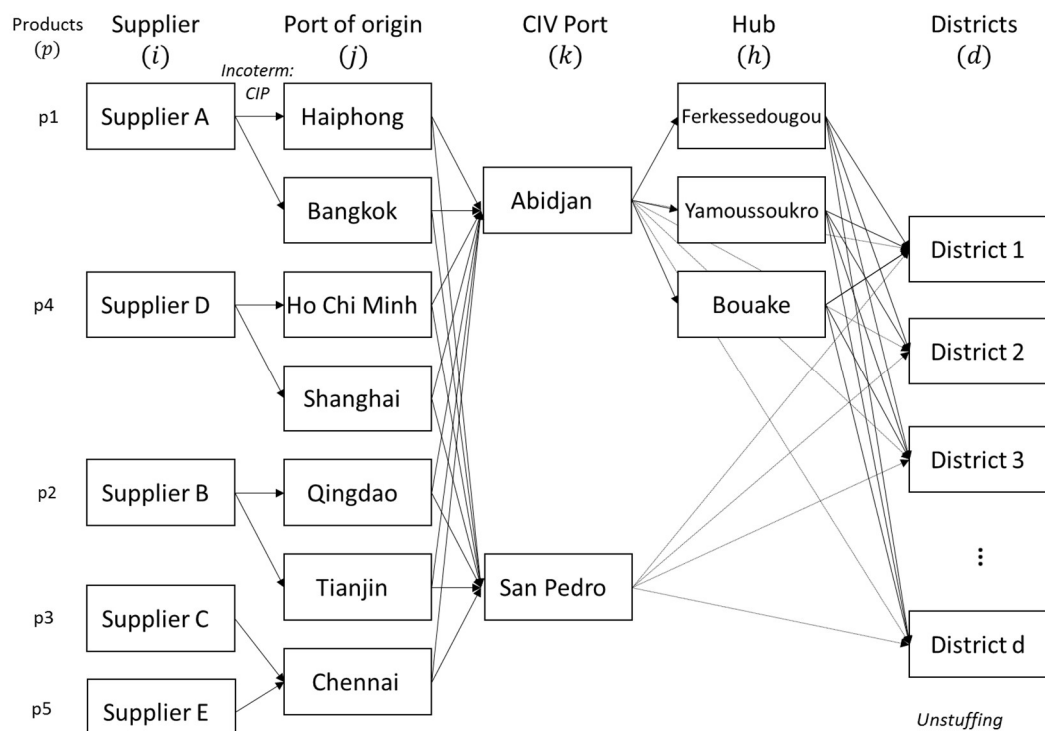 Products
(p)
Supplier
(i)
Port of origin
(j)
CIV Port
(k)
Hub
(h)
Districts
(d)
Incoterm:
CIP
p1
Supplier A
Haiphong
Ferkessedougou
Bangkok
Abidjan
Yamoussoukro
District 1
p4
Supplier D
Ho Chi Minh
Bouake
District 2
Shanghai
District 3
p2
Supplier B
Qingdao
...
Tianjin
San Pedro
p3
Supplier C
District d
Chennai
p5
Supplier E
Unstuffing